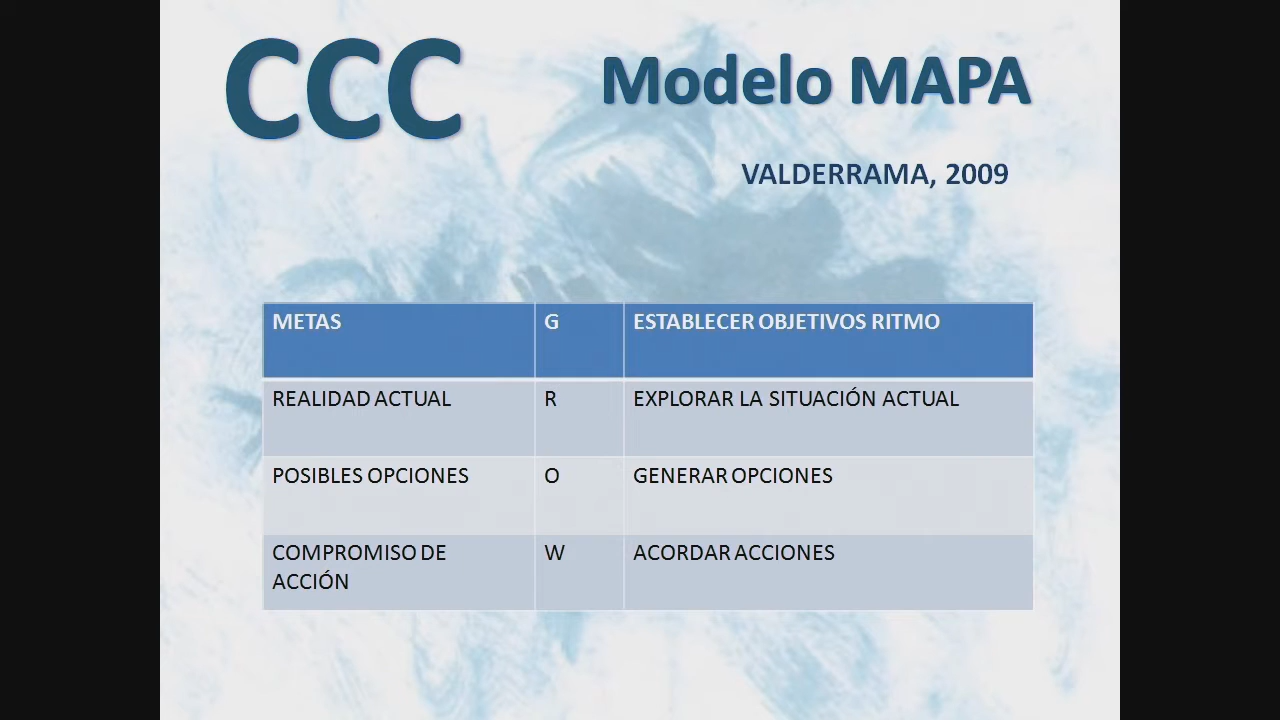 CCC
Modelo MAPA
VALDERRAMA, 2009
METAS G ESTABLECER OBJETIVOS RITMO
REALIDAD ACTUAL R EXPLORAR LA SITUACIÓN ACTUAL
POSIBLES OPCIONES O GENERAR OPCIONES
COMPROMISO DE W ACORDAR ACCIONES
ACCIÓN